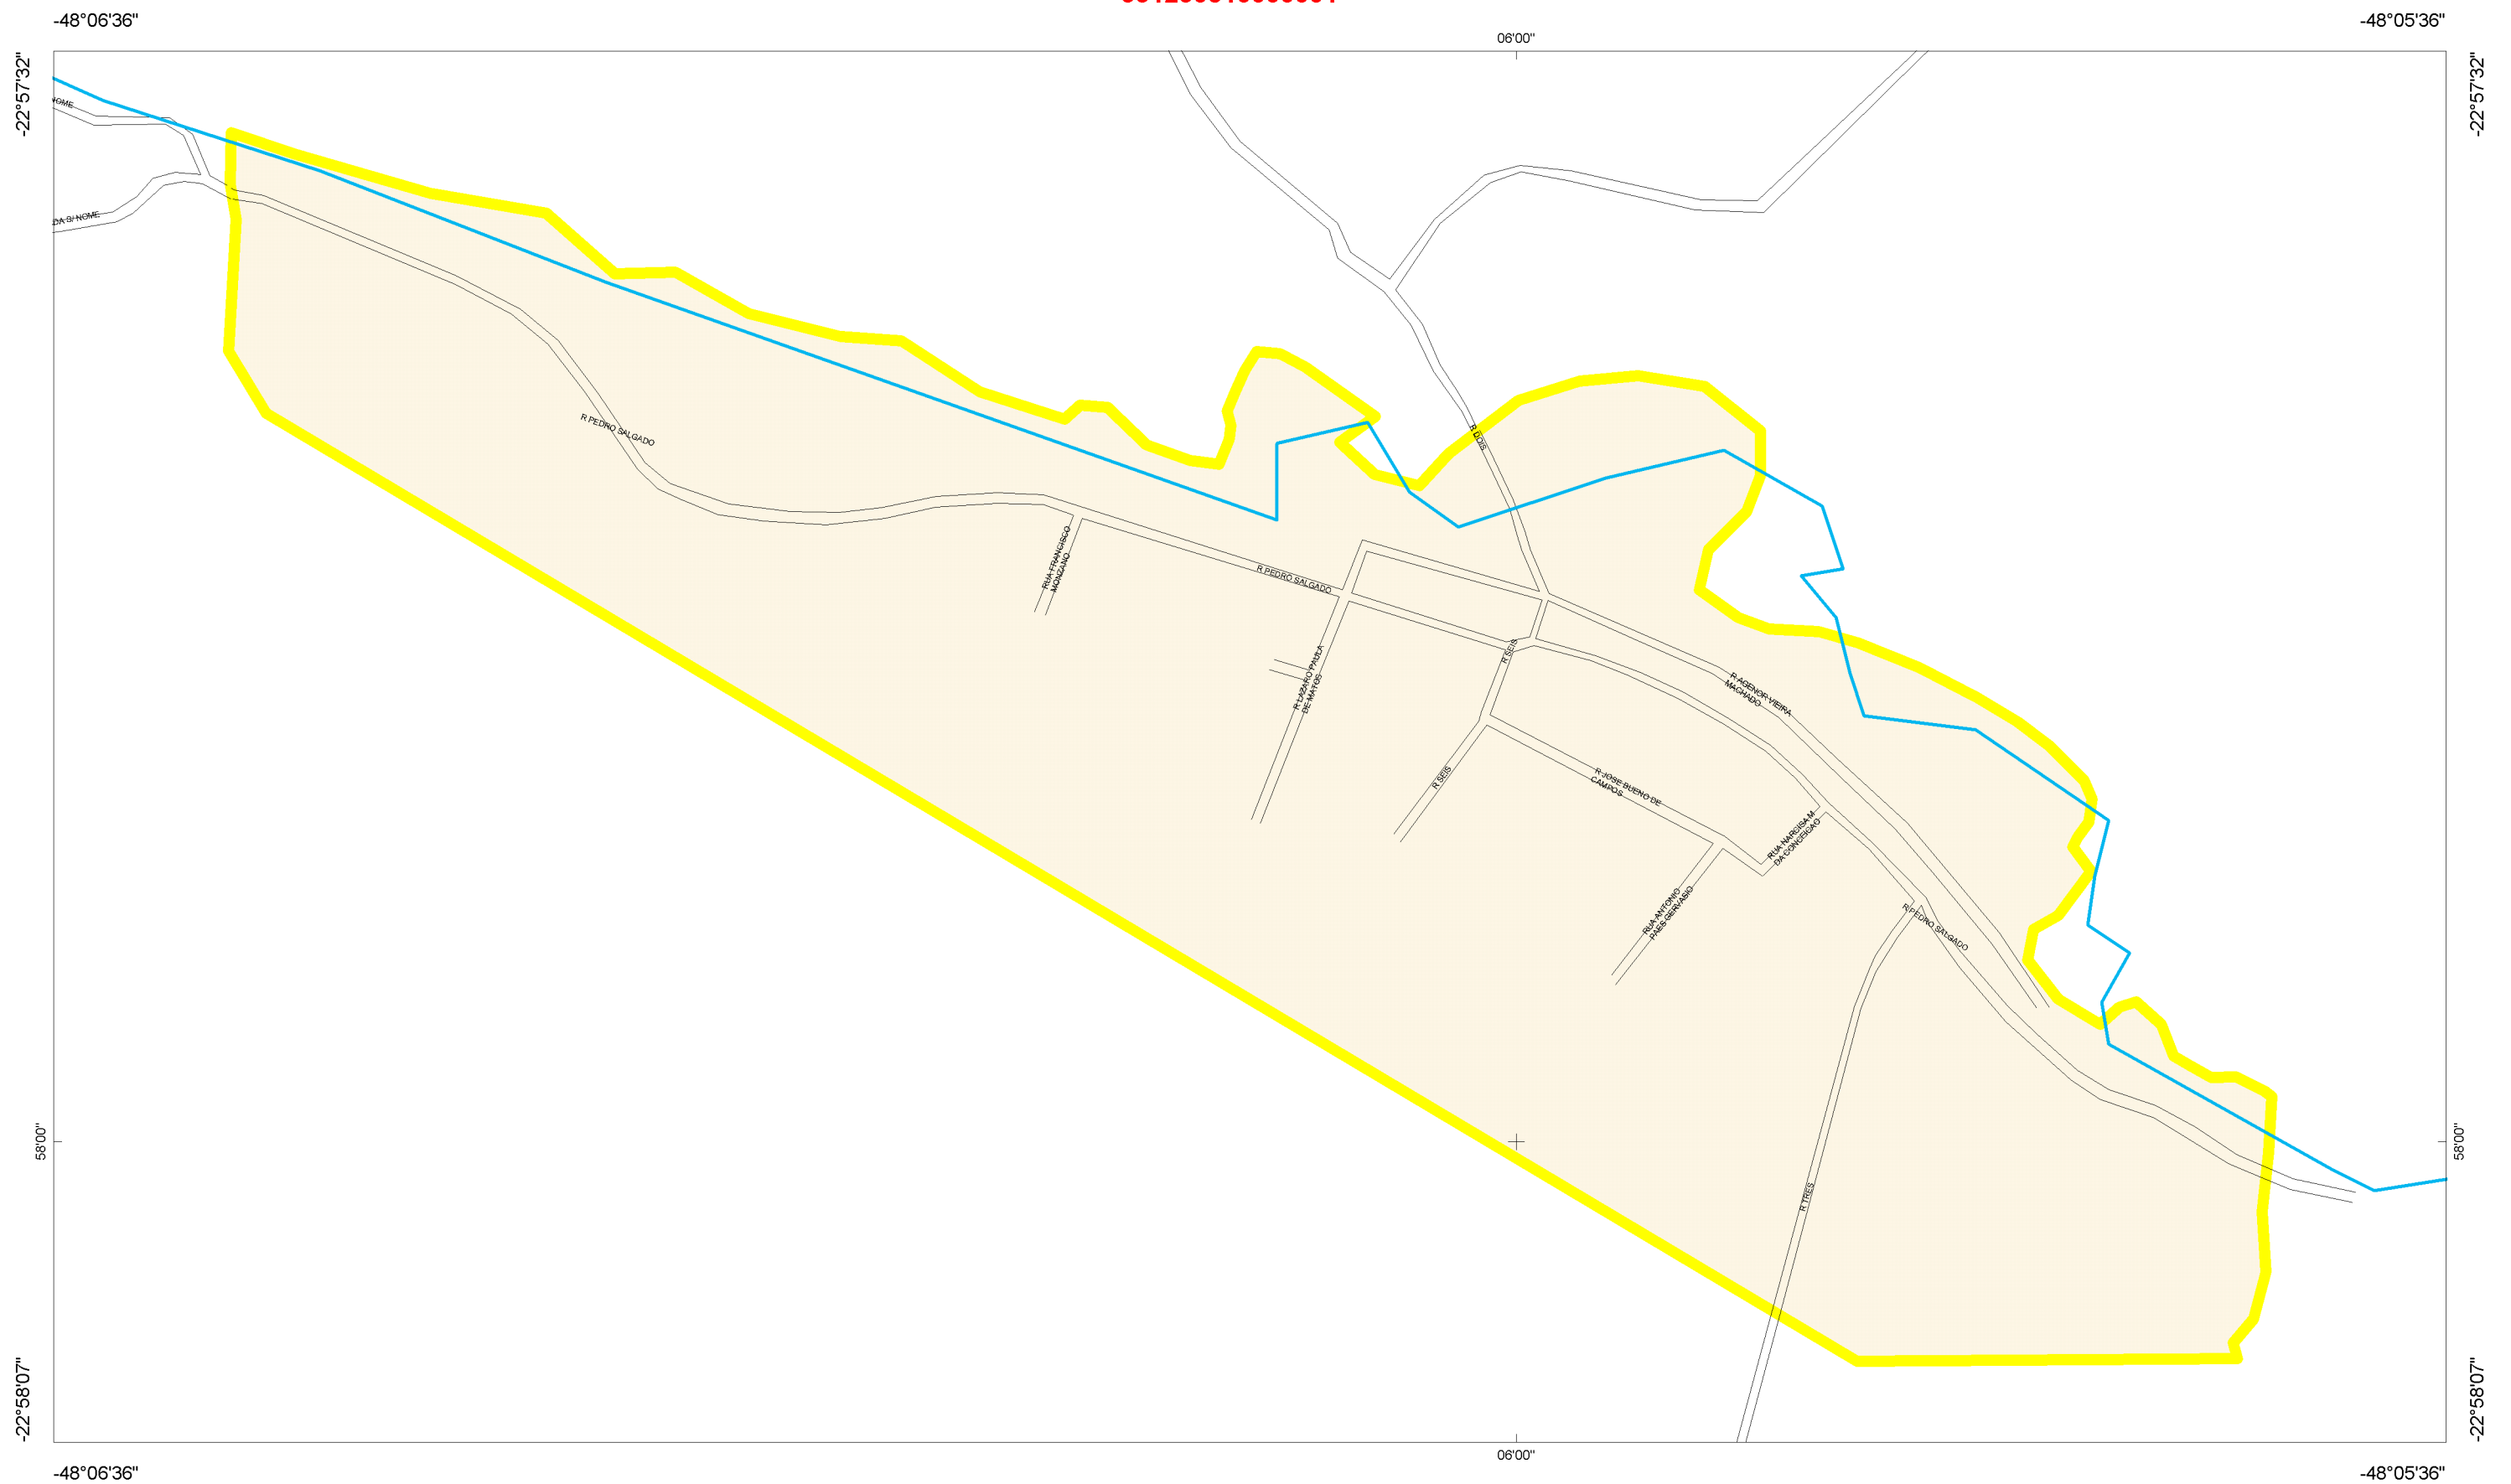 -48°06'36"
-48°05'36"
06'00"
-22°57'32"
-22°57'32"
NOME
DA S/ NOME
R PEDRO SALGADO
R DOIS
RUA FRANCISCO
MONZANO
R PEDRO SALGADO
R SEIS
R LAZARO PAULA
DE MATOS
R AGENOR VIEIRA
MACHADO
R SEIS
R JOSE BUENO DE
CAMPOS
RUA NARCISA M
DA CONCEICAO
RUA ANTONIO
PAES GERVASIO
R PEDRO SALGADO
58'00"
58'00"
R TRES
-22°58'07"
-22°58'07"
06'00"
-48°06'36"
-48°05'36"